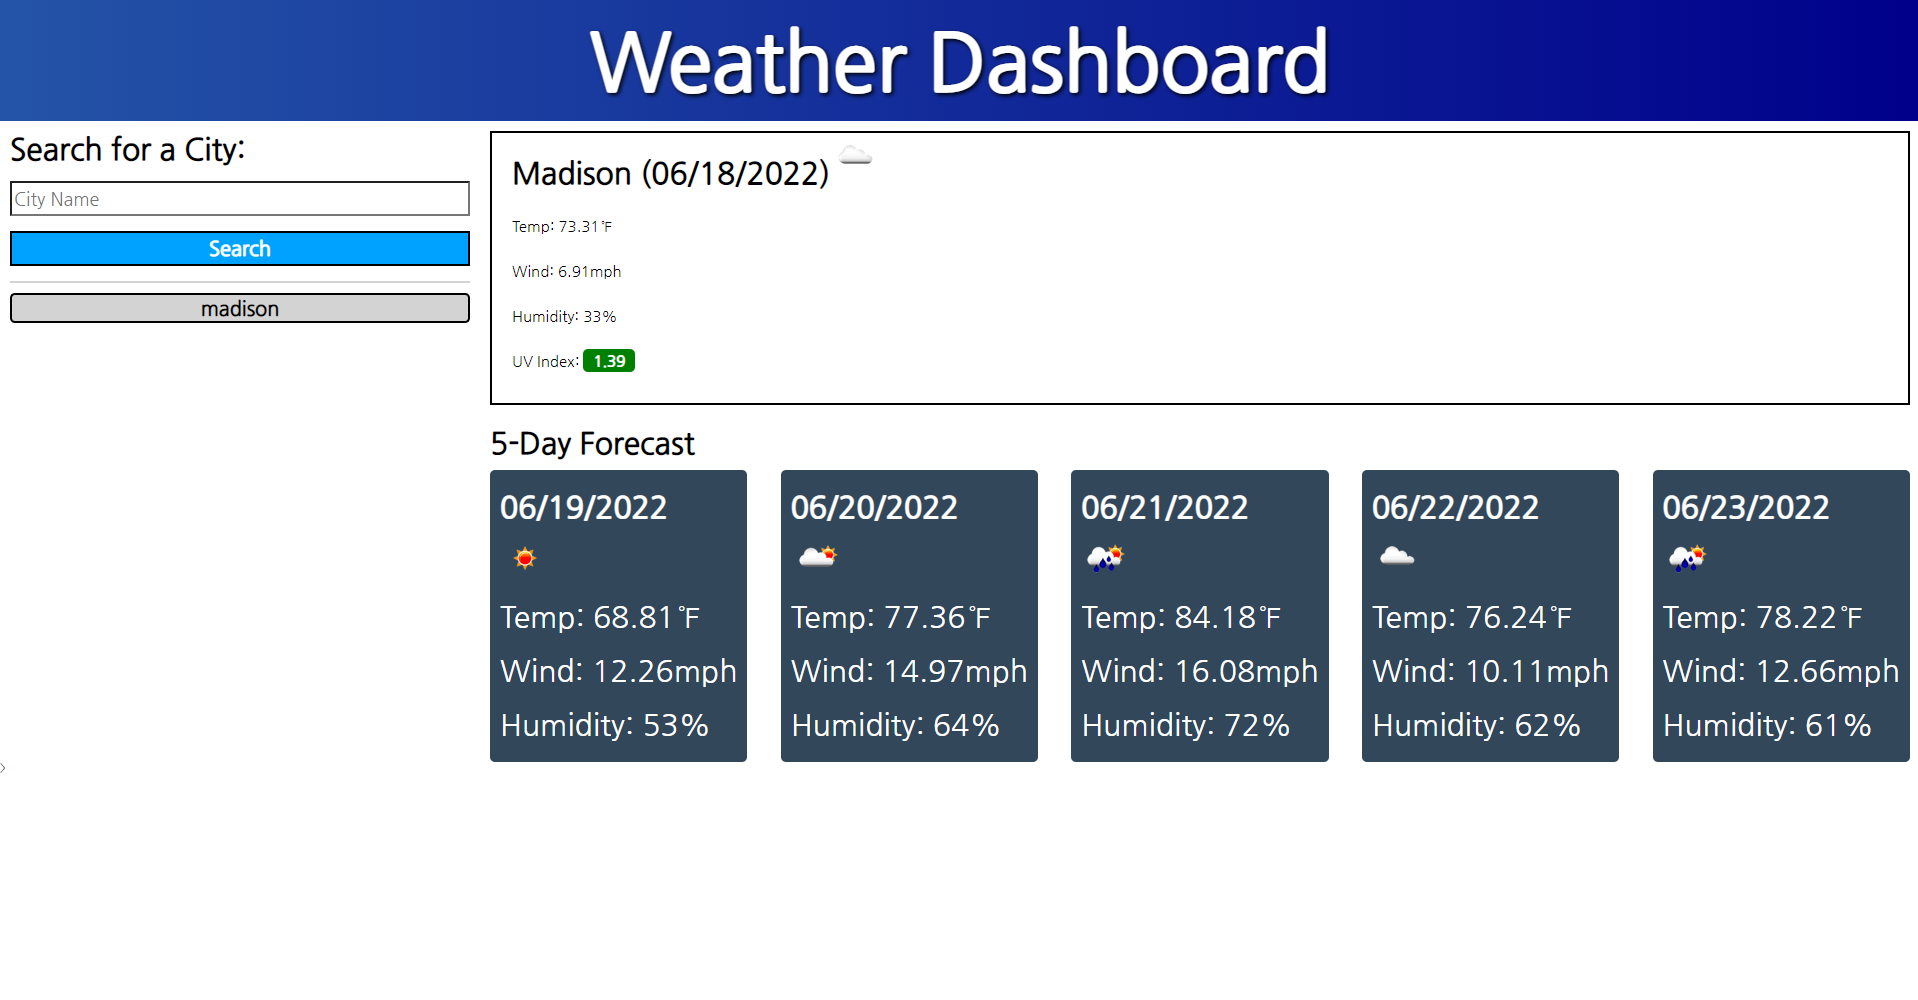 Weather Dashboard
Search for a City:
City Name
Search
madison
Madison (06/18/2022)
Temp: 73.31°F
Wind: 6.91mph
Humidity: 33%
UV Index: 1.39
5-Day Forecast
06/19/2022
Temp: 68.81°F
Wind: 12.26mph
Humidity: 53%
06/20/2022
Temp: 77.36°F
Wind: 14.97mph
Humidity: 64%
06/21/2022
Temp: 84.18°F
Wind: 16.08mph
Humidity: 72%
06/22/2022
Temp: 76.24°F
Wind: 10.11mph
Humidity: 62%
06/23/2022
Temp: 78.22°F
Wind: 12.66mph
Humidity: 61%
>